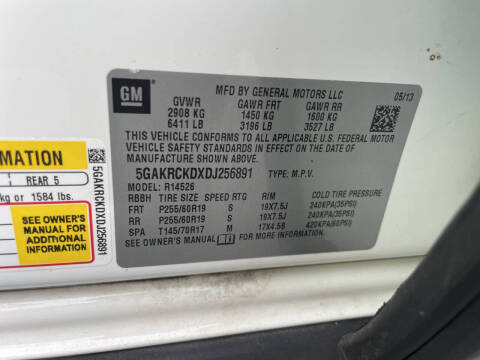 GM
MFD BY GENERAL MOTORS LLC
05/13
GVWR GAWR FRT GAWR RR
2908 KG 1450 KG 1600 KG
6411 LB 3196 LB 3527 LB
THIS VEHICLE CONFORMS TO ALL APPLICABLE U.S. FEDERAL MOTOR
VEHICLE SAFETY STANDARDS IN EFFECT ON THE DATE OF
MANUFACTURE SHOWN ABOVE.
5GAKRCKDXDJ256891 TYPE: M.P.V.
MODEL: R14526
RBBH TIRE SIZE SPEED RTG RIM COLD TIRE PRESSURE
FRT P255/60R19 S 19X7.5J 240KPA(35PSI)
RR P255/60R19 S 19X7.5J 240KPA(35PSI)
SPA T145/70R17 M 17X4.5B 420KPA(60PSI)
SEE OWNER'S MANUAL FOR MORE INFORMATION.
MATION
REAR 5
kg or 1584 lbs.
SEE OWNER'S
MANUAL FOR
ADDITIONAL
INFORMATION
5GAKRCKDXDJ256891